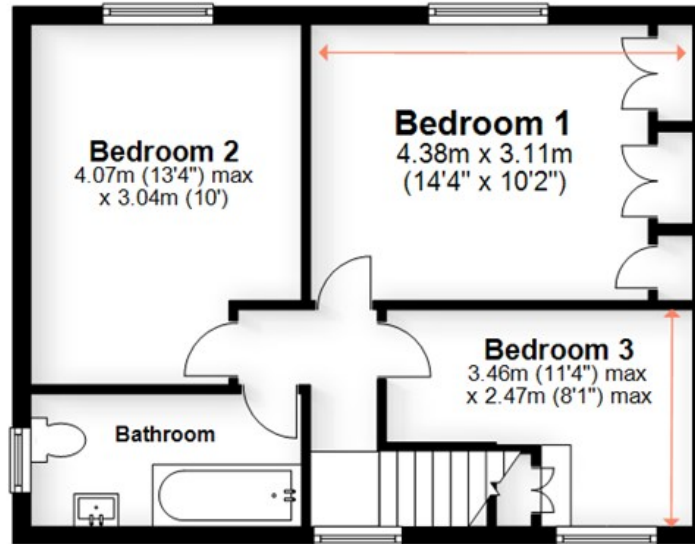 Bedroom 2
4.07m (13'4") max
x 3.04m (10')
Bedroom 1
4.38m x 3.11m
(14'4" x 10'2")
Bedroom 3
3.46m (11'4") max
x 2.47m (8'1") max
Bathroom